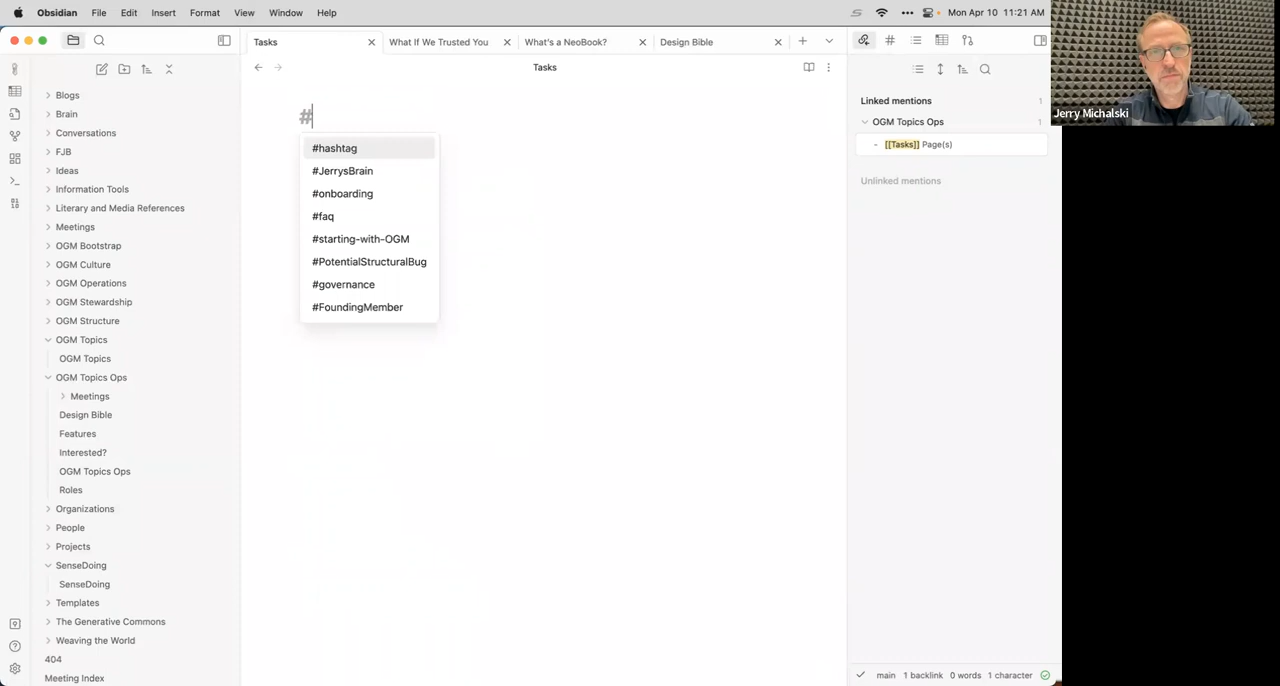 Obsidian File Edit Insert Format View Window Help Mon Apr 10 11:21 AM
Tasks What If We Trusted You What's a NeoBook? Design Bible
Tasks
Blogs
Brain
Conversations
FJB
Ideas
Information Tools
Literary and Media References
Meetings
OGM Bootstrap
OGM Culture
OGM Operations
OGM Stewardship
OGM Structure
OGM Topics
OGM Topics
OGM Topics Ops
Meetings
Design Bible
Features
Interested?
OGM Topics Ops
Roles
Organizations
People
Projects
SenseDoing
SenseDoing
Templates
The Generative Commons
Weaving the World
404
Meeting Index
#
#hashtag
#JerrysBrain
#onboarding
#faq
#starting-with-OGM
#PotentialStructuralBug
#governance
#FoundingMember
Linked mentions 1
OGM Topics Ops 1
- [[Tasks]] Page(s)
Unlinked mentions
main 1 backlink 0 words 1 character
Jerry Michalski